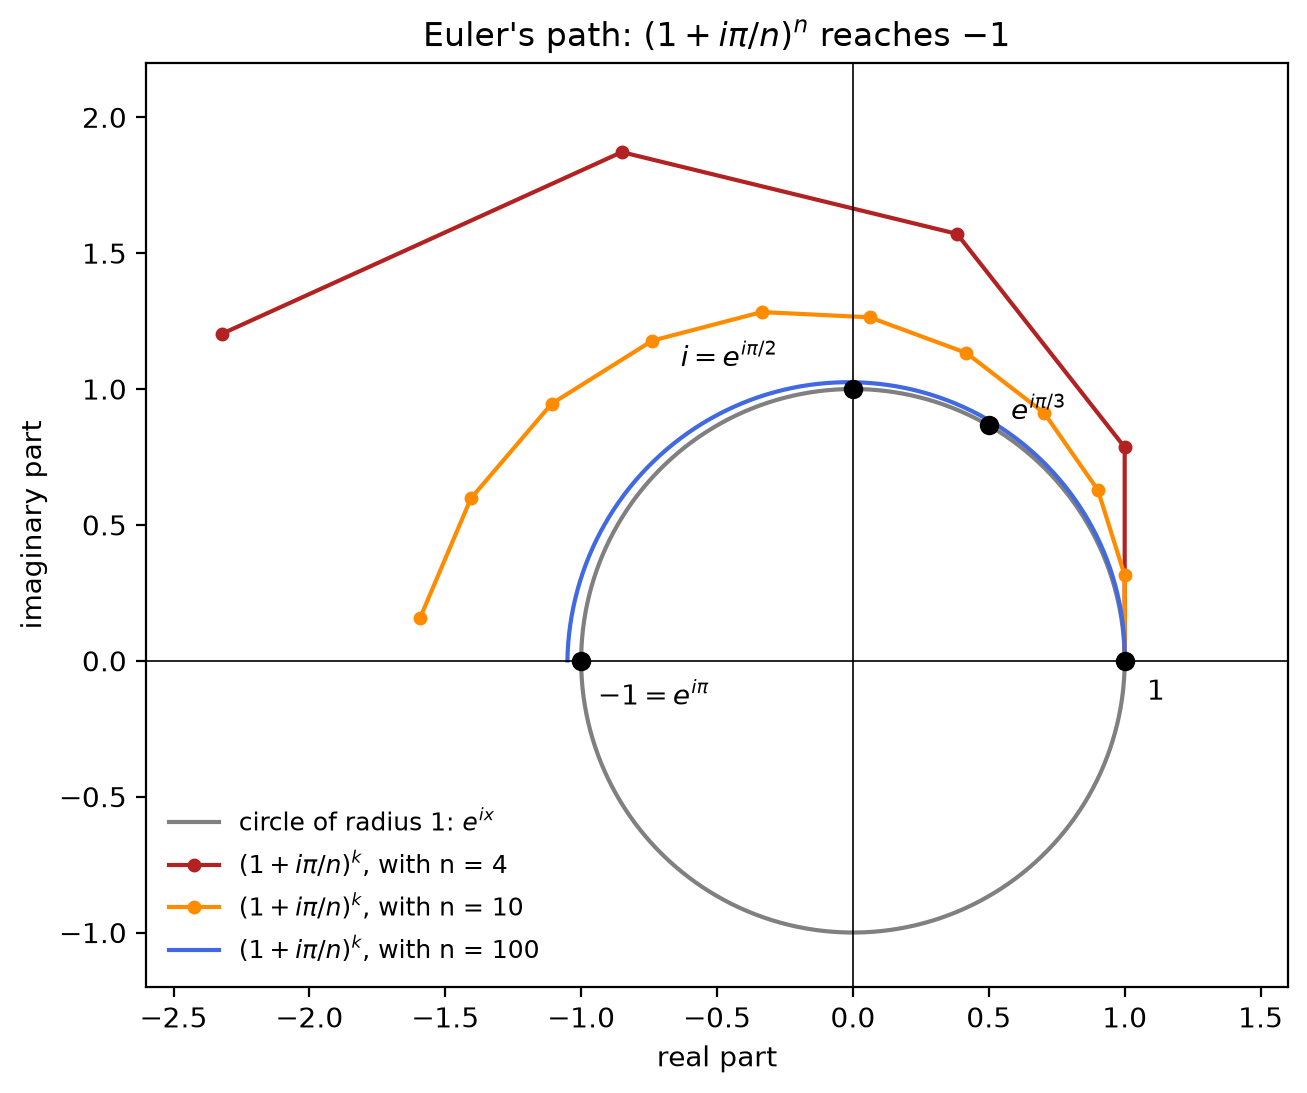 Euler's path: (1 + iπ/n)ⁿ reaches −1
imaginary part
2.0
1.5
1.0
0.5
0.0
−0.5
−1.0
i = e^{iπ/2}
e^{iπ/3}
−1 = e^{iπ}
1
circle of radius 1: e^{ix}
(1 + iπ/n)^k, with n = 4
(1 + iπ/n)^k, with n = 10
(1 + iπ/n)^k, with n = 100
−2.5 −2.0 −1.5 −1.0 −0.5 0.0 0.5 1.0 1.5
real part